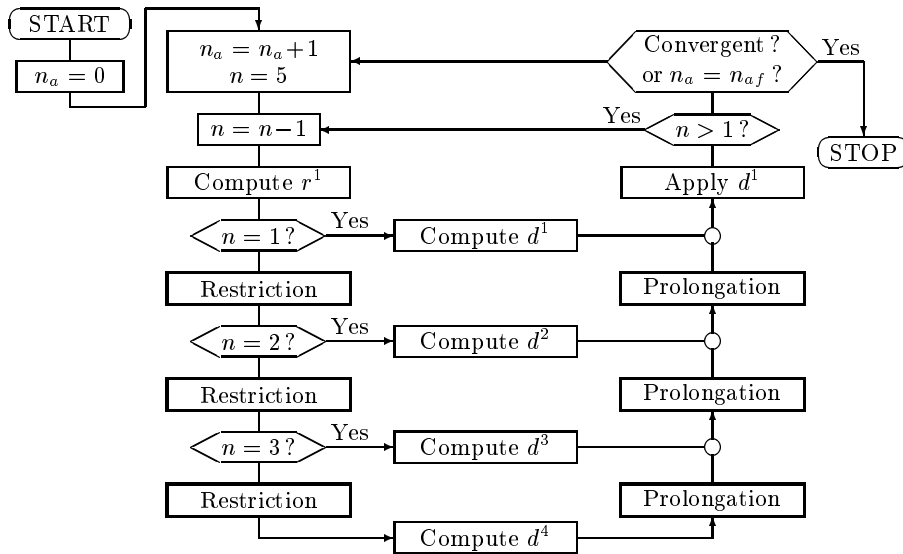 START
n_a = 0
n_a = n_a+1
n = 5
Convergent ?
or n_a = n_{af} ?
Yes
n = n−1
Yes
n > 1 ?
STOP
Compute r^1
Apply d^1
n = 1 ?
Yes
Compute d^1
Restriction
Prolongation
n = 2 ?
Yes
Compute d^2
Restriction
Prolongation
n = 3 ?
Yes
Compute d^3
Restriction
Prolongation
Compute d^4